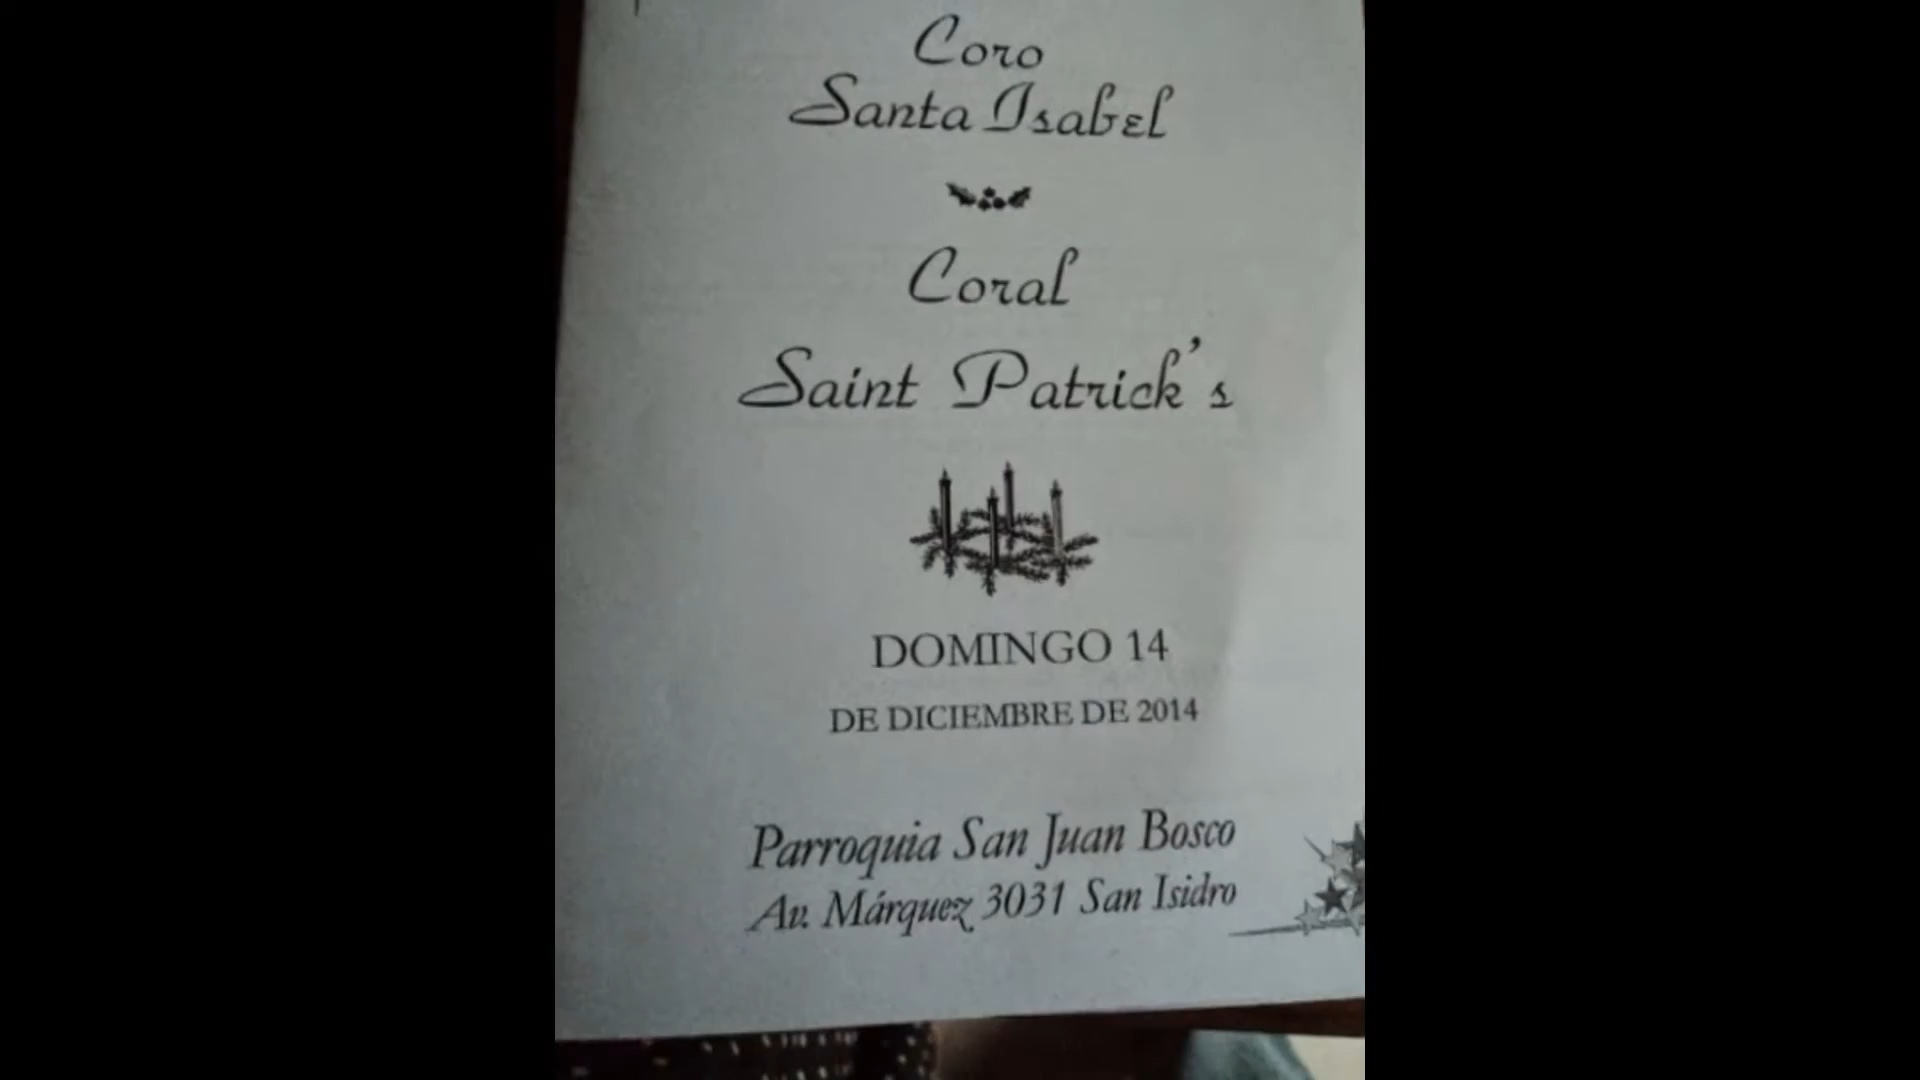 Coro
Santa Isabel
Coral
Saint Patrick's
DOMINGO 14
DE DICIEMBRE DE 2014
Parroquia San Juan Bosco
Av. Márquez 3031 San Isidro